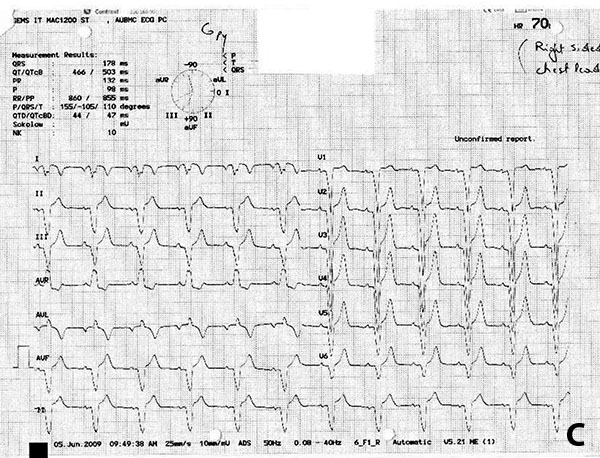 GEMS IT MAC1200 ST , AUBMC ECG PC
HR 70
6 py
(Right sided
chest leads
Measurement Results:
QRS : 178 ms
QT/QTcB : 466 / 503 ms
PR : 132 ms
P : 98 ms
RR/PP : 860 / 855 ms
P/QRS/T : 155/-105/ 110 degrees
QTD/QTcBD: 44 / 47 ms
Sokolow : mV
NK 10
-90
< P
< T
< QRS
aVR aVL
0 I
III II
+90
aVF
Unconfirmed report.
I V1
II V2
III V3
AVR V4
AVL V5
AVF V6
II
05.Jun.2009 09:49:38 AM 25mm/s 10mm/mV ADS 50Hz 0.08 - 40Hz 6_F1_R Automatic V5.21 ME (1)
C